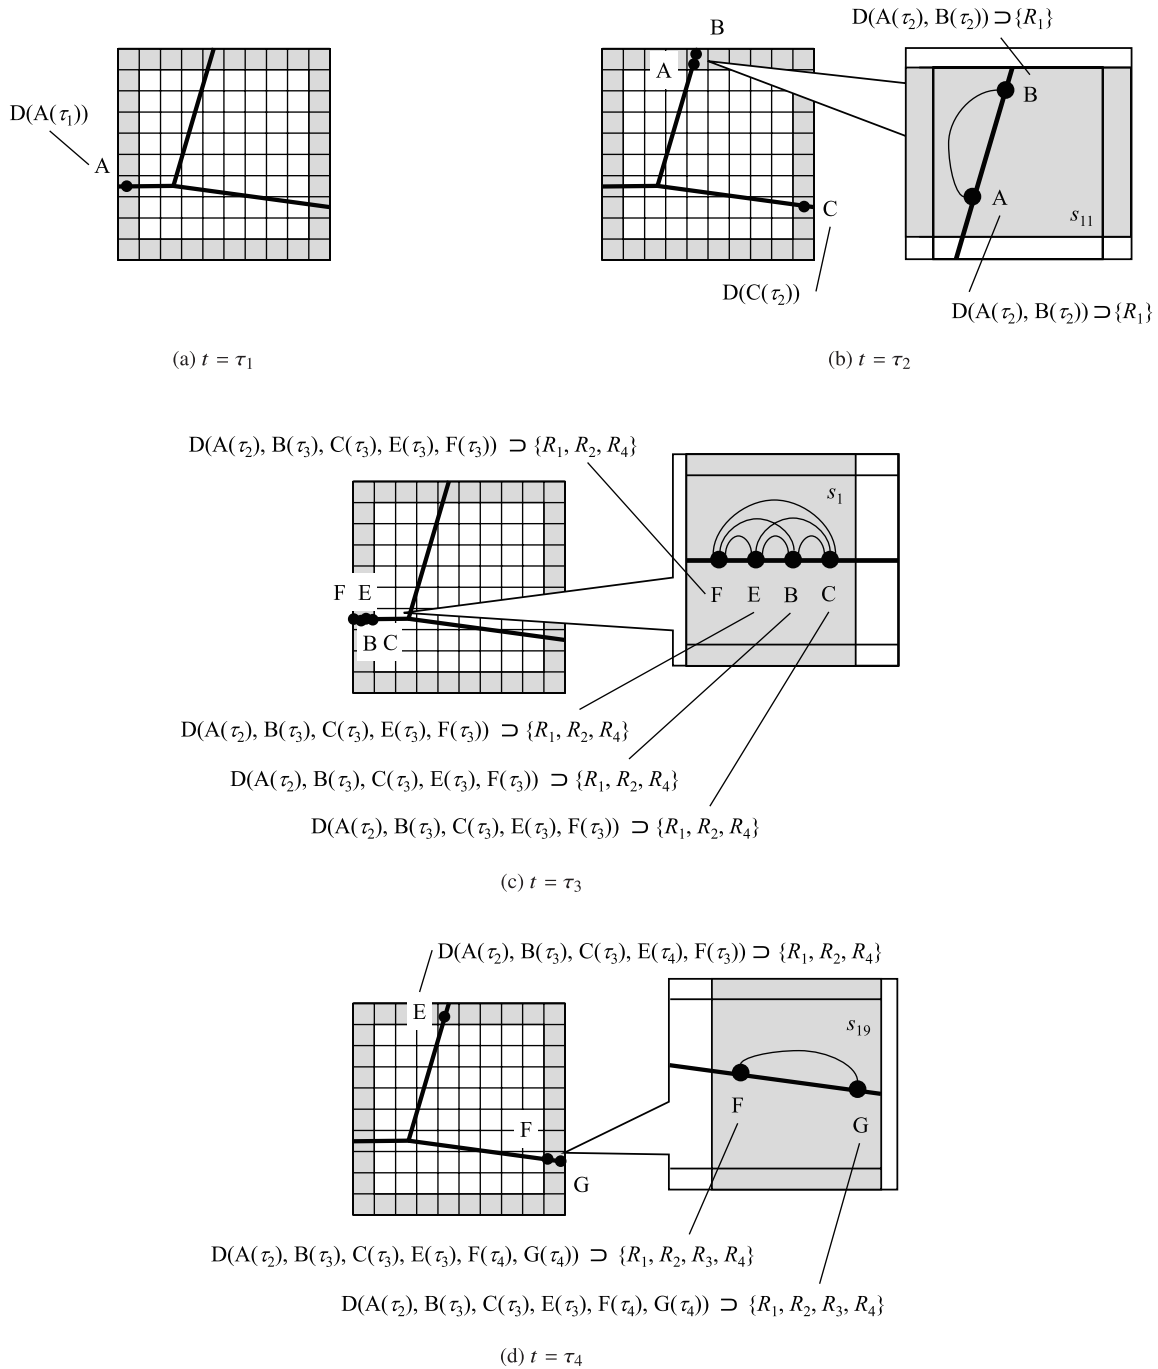 B
D(A(τ₂), B(τ₂)) ⊃ {R₁}
A
B
D(A(τ₁))
A
A
s₁₁
C
D(C(τ₂))
D(A(τ₂), B(τ₂)) ⊃ {R₁}
(a) t = τ₁
(b) t = τ₂
D(A(τ₂), B(τ₃), C(τ₃), E(τ₃), F(τ₃)) ⊃ {R₁, R₂, R₄}
s₁
F E
F E B C
B C
D(A(τ₂), B(τ₃), C(τ₃), E(τ₃), F(τ₃)) ⊃ {R₁, R₂, R₄}
D(A(τ₂), B(τ₃), C(τ₃), E(τ₃), F(τ₃)) ⊃ {R₁, R₂, R₄}
D(A(τ₂), B(τ₃), C(τ₃), E(τ₃), F(τ₃)) ⊃ {R₁, R₂, R₄}
(c) t = τ₃
D(A(τ₂), B(τ₃), C(τ₃), E(τ₄), F(τ₃)) ⊃ {R₁, R₂, R₄}
E
s₁₉
F
F
G
G
D(A(τ₂), B(τ₃), C(τ₃), E(τ₃), F(τ₄), G(τ₄)) ⊃ {R₁, R₂, R₃, R₄}
D(A(τ₂), B(τ₃), C(τ₃), E(τ₃), F(τ₄), G(τ₄)) ⊃ {R₁, R₂, R₃, R₄}
(d) t = τ₄